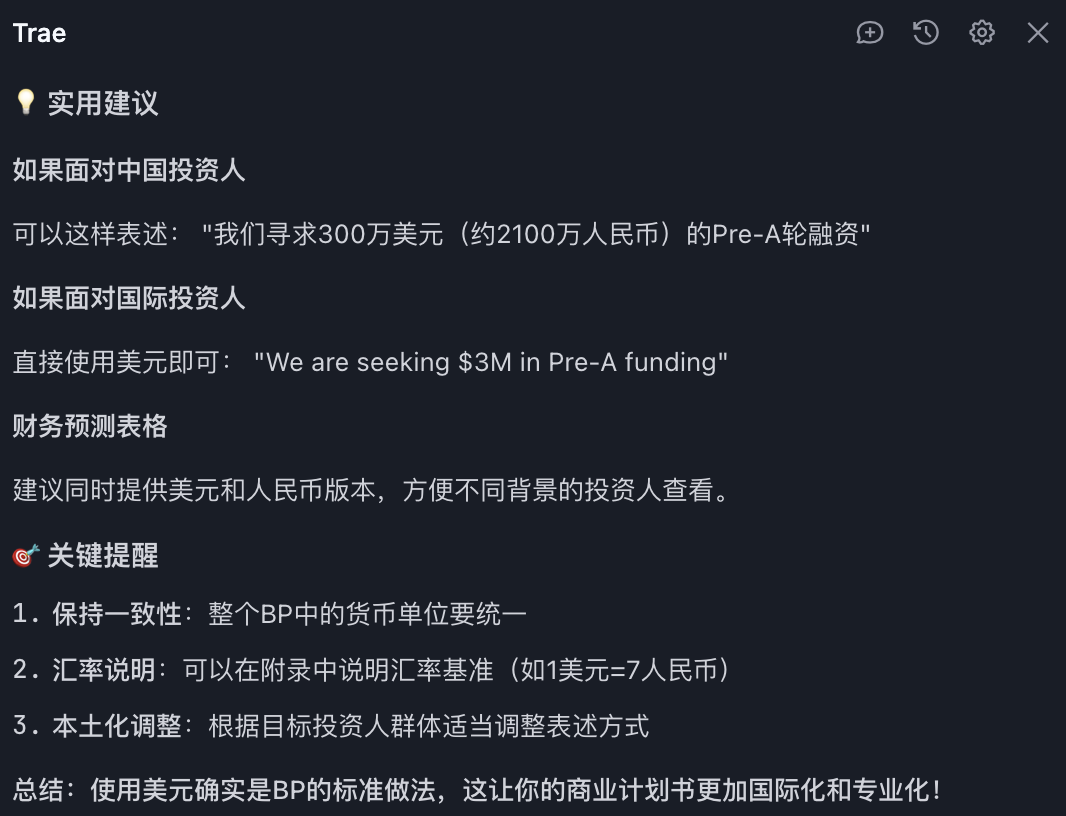 Trae
💡 实用建议
如果面对中国投资人
可以这样表述： "我们寻求300万美元（约2100万人民币）的Pre-A轮融资"
如果面对国际投资人
直接使用美元即可： "We are seeking $3M in Pre-A funding"
财务预测表格
建议同时提供美元和人民币版本，方便不同背景的投资人查看。
🎯 关键提醒
1. 保持一致性：整个BP中的货币单位要统一
2. 汇率说明：可以在附录中说明汇率基准（如1美元=7人民币）
3. 本土化调整：根据目标投资人群体适当调整表述方式
总结：使用美元确实是BP的标准做法，这让你的商业计划书更加国际化和专业化！